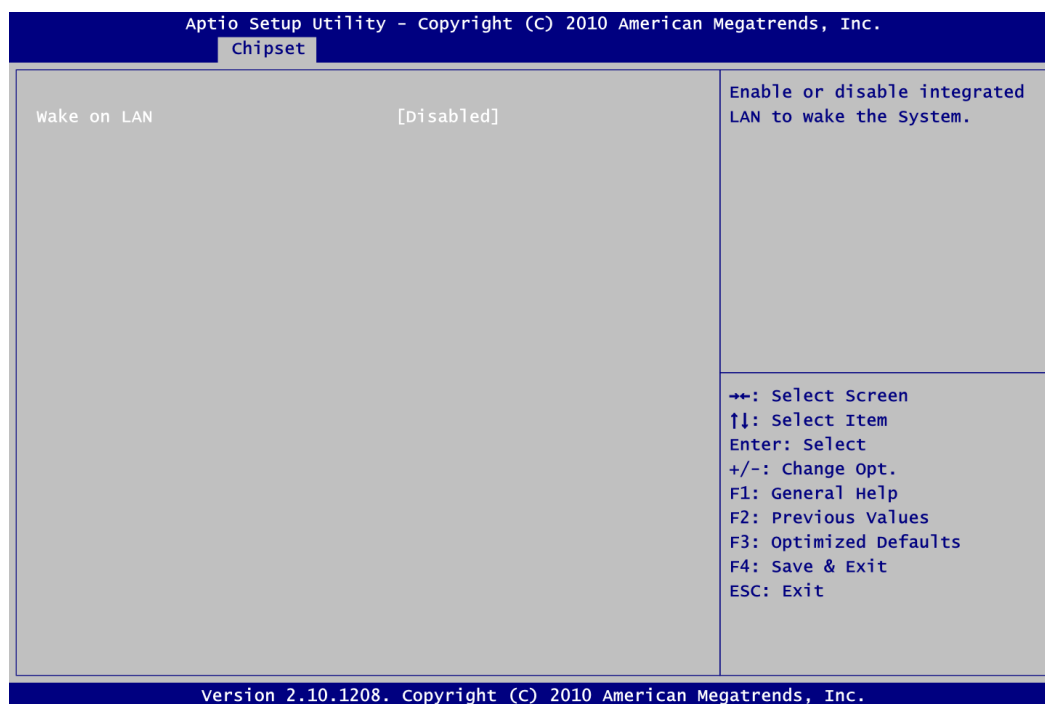 Aptio Setup Utility – Copyright (C) 2010 American Megatrends, Inc.
Chipset
Wake on LAN [Disabled]
Enable or disable integrated
LAN to wake the System.
→←: Select Screen
↑↓: Select Item
Enter: Select
+/-: Change Opt.
F1: General Help
F2: Previous Values
F3: Optimized Defaults
F4: Save & Exit
ESC: Exit
Version 2.10.1208. Copyright (C) 2010 American Megatrends, Inc.